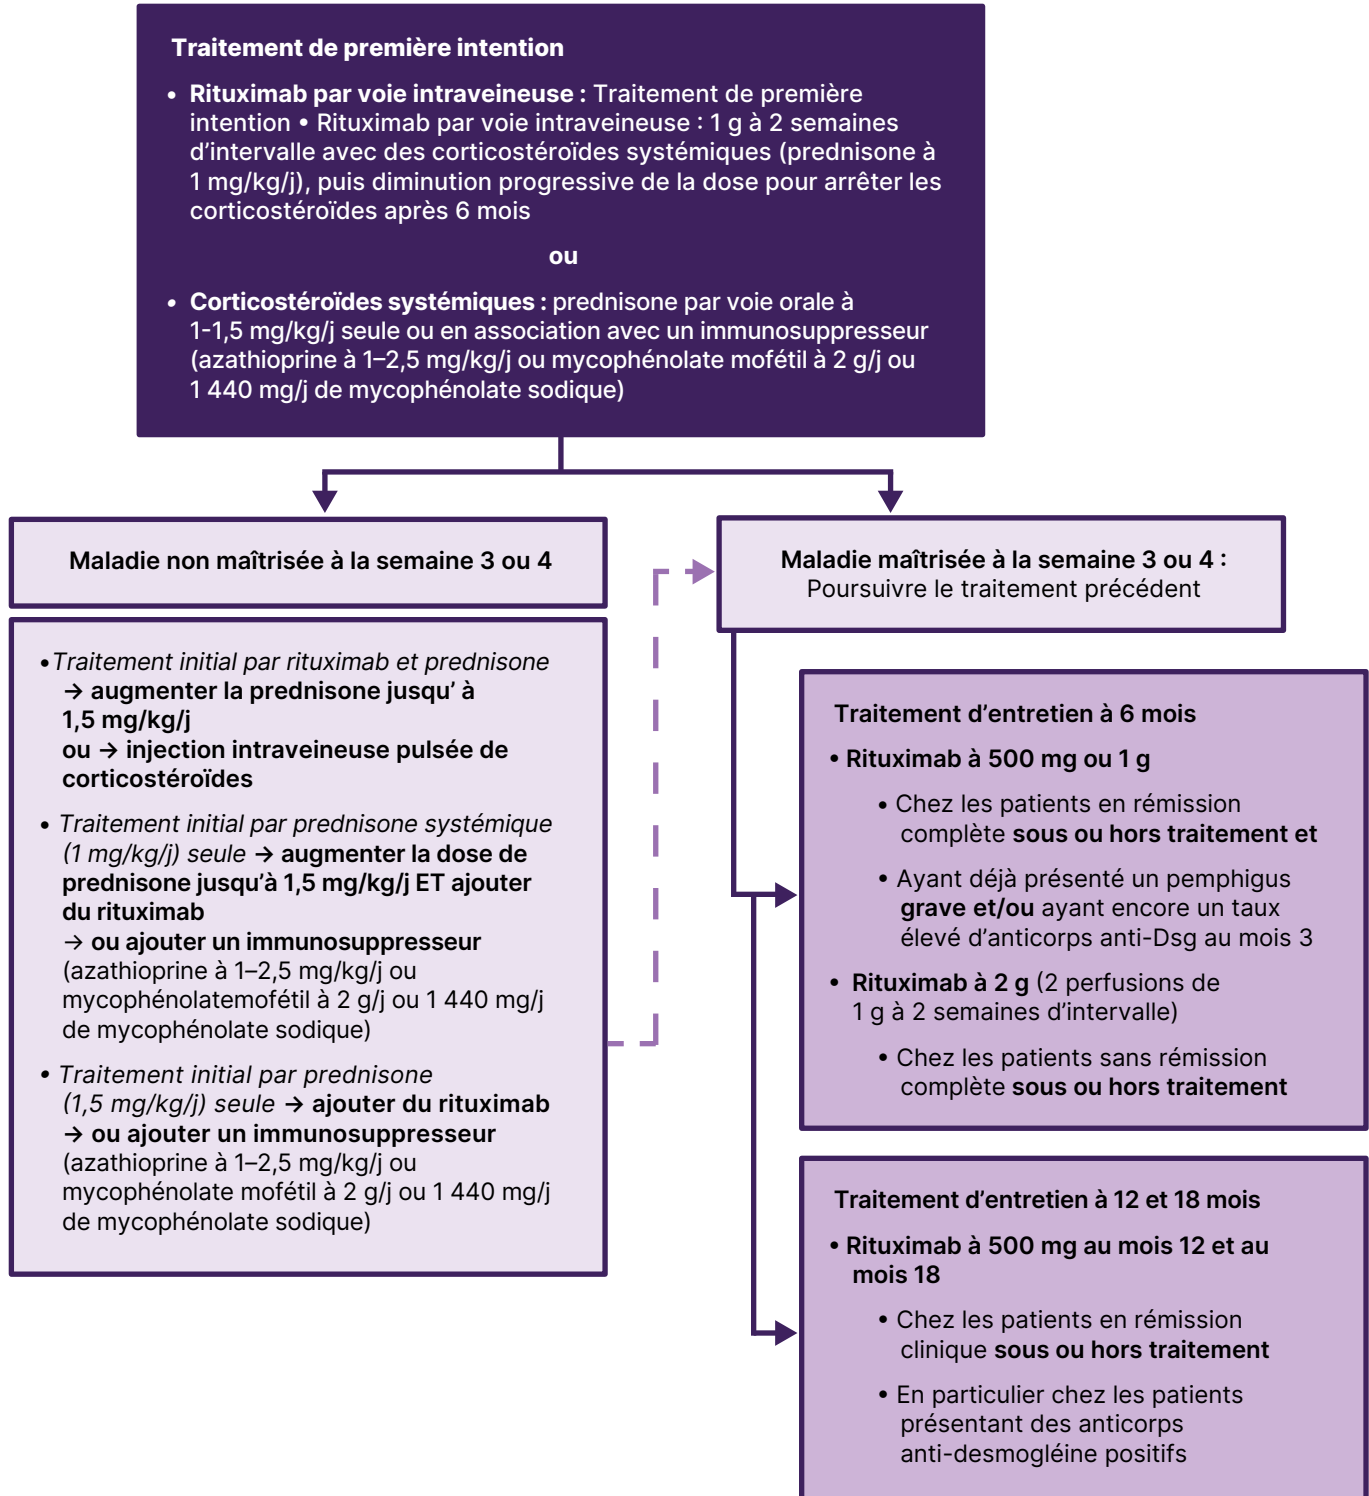 Traitement de première intention
• Rituximab par voie intraveineuse : Traitement de première
intention • Rituximab par voie intraveineuse : 1 g à 2 semaines
d’intervalle avec des corticostéroïdes systémiques (prednisone à
1 mg/kg/j), puis diminution progressive de la dose pour arrêter les
corticostéroïdes après 6 mois
ou
• Corticostéroïdes systémiques : prednisone par voie orale à
1-1,5 mg/kg/j seule ou en association avec un immunosuppresseur
(azathioprine à 1–2,5 mg/kg/j ou mycophénolate mofétil à 2 g/j ou
1 440 mg/j de mycophénolate sodique)
Maladie non maîtrisée à la semaine 3 ou 4
•Traitement initial par rituximab et prednisone
→ augmenter la prednisone jusqu’ à
1,5 mg/kg/j
ou → injection intraveineuse pulsée de
corticostéroïdes
• Traitement initial par prednisone systémique
(1 mg/kg/j) seule → augmenter la dose de
prednisone jusqu’à 1,5 mg/kg/j ET ajouter
du rituximab
→ ou ajouter un immunosuppresseur
(azathioprine à 1–2,5 mg/kg/j ou
mycophénolatemofétil à 2 g/j ou 1 440 mg/j
de mycophénolate sodique)
• Traitement initial par prednisone
(1,5 mg/kg/j) seule → ajouter du rituximab
→ ou ajouter un immunosuppresseur
(azathioprine à 1–2,5 mg/kg/j ou
mycophénolate mofétil à 2 g/j ou 1 440 mg/j
de mycophénolate sodique)
Maladie maîtrisée à la semaine 3 ou 4 :
Poursuivre le traitement précédent
Traitement d’entretien à 6 mois
• Rituximab à 500 mg ou 1 g
• Chez les patients en rémission
complète sous ou hors traitement et
• Ayant déjà présenté un pemphigus
grave et/ou ayant encore un taux
élevé d’anticorps anti-Dsg au mois 3
• Rituximab à 2 g (2 perfusions de
1 g à 2 semaines d’intervalle)
• Chez les patients sans rémission
complète sous ou hors traitement
Traitement d’entretien à 12 et 18 mois
• Rituximab à 500 mg au mois 12 et au
mois 18
• Chez les patients en rémission
clinique sous ou hors traitement
• En particulier chez les patients
présentant des anticorps
anti-desmogléine positifs